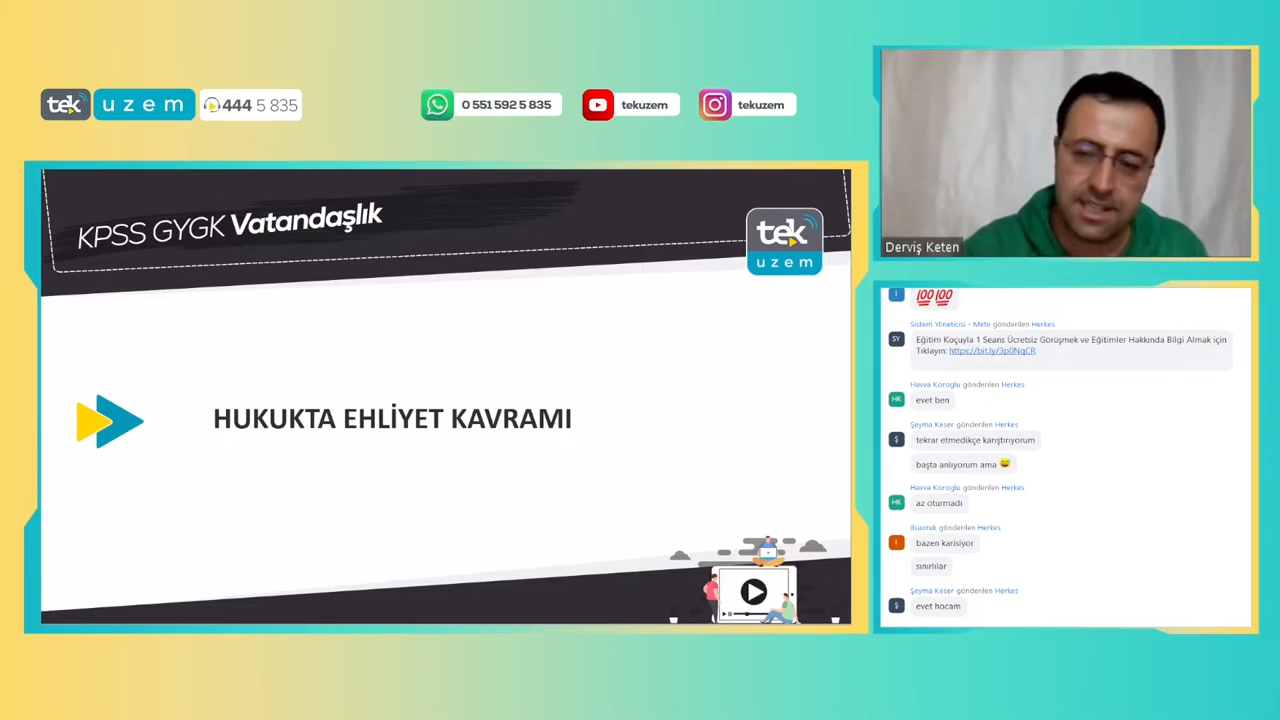 tek uzem 444 5 835
0 551 592 5 835
tekuzem
tekuzem
KPSS GYGK Vatandaşlık
tek
uzem
HUKUKTA EHLİYET KAVRAMI
Derviş Keten
I
💯💯
Sistem Yöneticisi - Mete gönderilen Herkes
SY
Eğitim Koçuyla 1 Seans Ücretsiz Görüşmek ve Eğitimler Hakkında Bilgi Almak için
Tıklayın: https://bit.ly/3p0NqCR
Havva Koroglu gönderilen Herkes
HK
evet ben
Şeyma Keser gönderilen Herkes
Ş
tekrar etmedikçe karıştırıyorum
başta anlıyorum ama 😅
Havva Koroglu gönderilen Herkes
HK
az oturmadı
ilsuoruk gönderilen Herkes
I
bazen karisiyor
sınırlılar
Şeyma Keser gönderilen Herkes
Ş
evet hocam